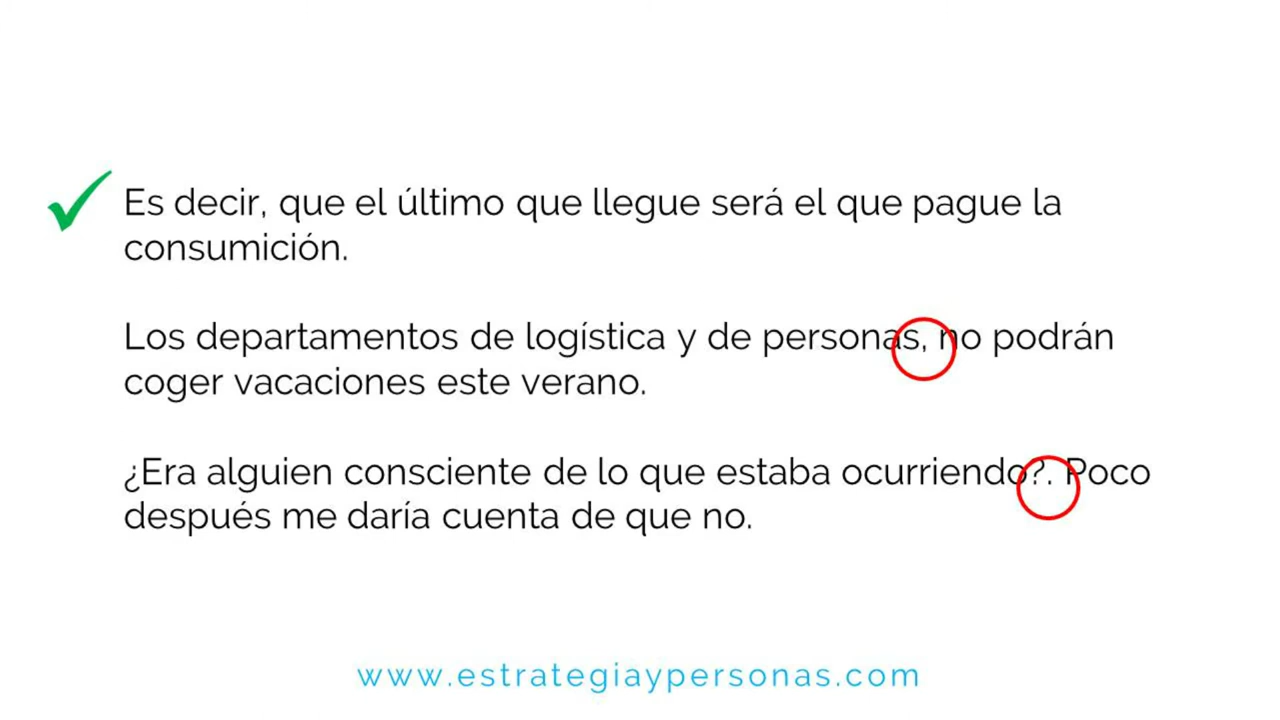 Es decir, que el último que llegue será el que pague la
consumición.
Los departamentos de logística y de personas, no podrán
coger vacaciones este verano.
¿Era alguien consciente de lo que estaba ocurriendo?. Poco
después me daría cuenta de que no.
www.estrategiaypersonas.com